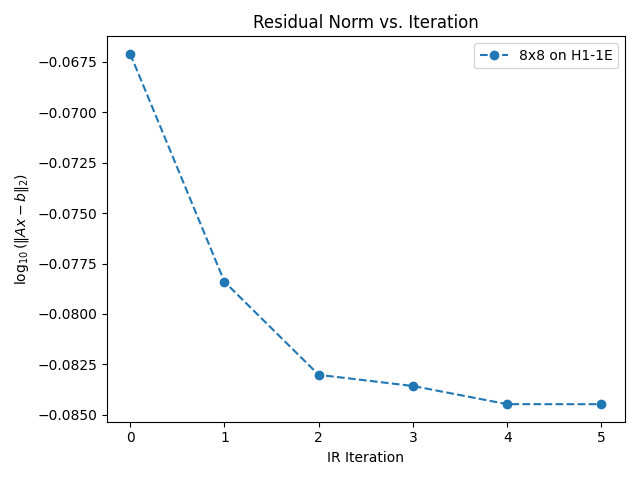 Residual Norm vs. Iteration
8x8 on H1-1E
−0.0675
−0.0700
−0.0725
−0.0750
−0.0775
−0.0800
−0.0825
−0.0850
log₁₀(‖Ax − b‖₂)
0 1 2 3 4 5
IR Iteration